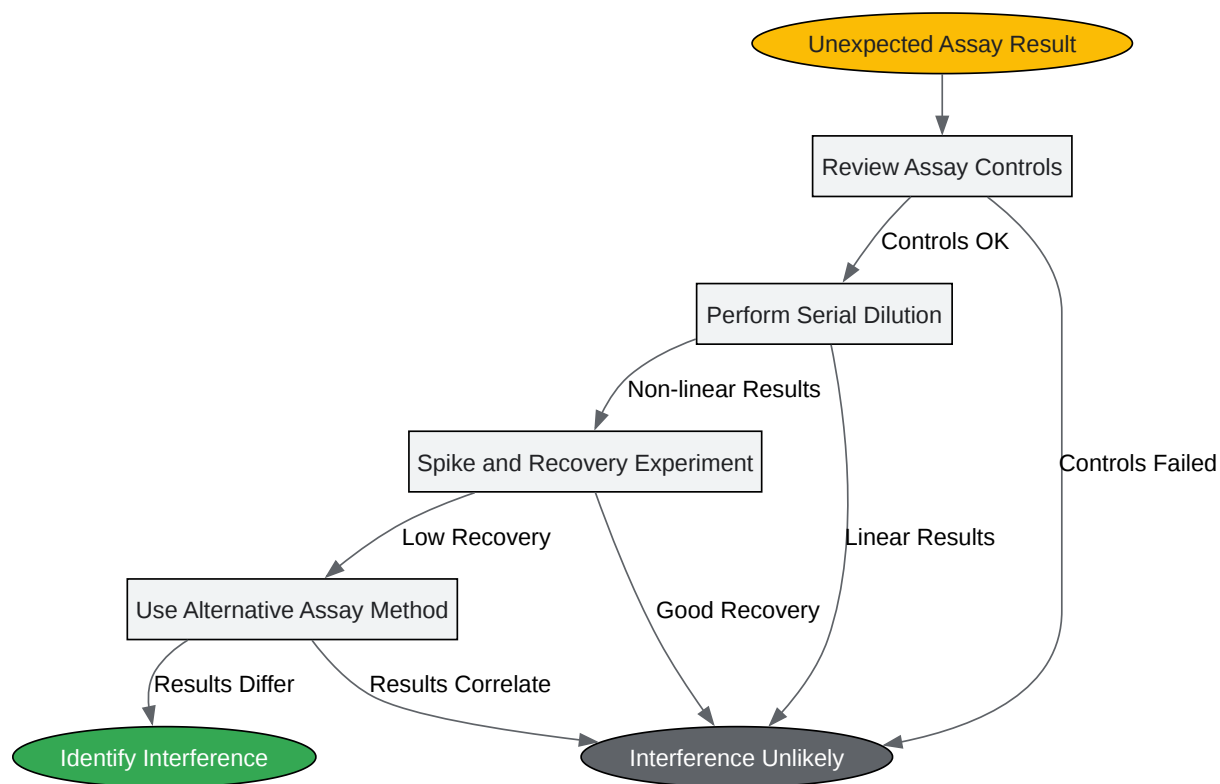 Unexpected Assay Result
Review Assay Controls
Controls OK
Perform Serial Dilution
Non-linear Results
Spike and Recovery Experiment
Controls Failed
Low Recovery
Linear Results
Use Alternative Assay Method
Good Recovery
Results Differ
Results Correlate
Identify Interference
Interference Unlikely